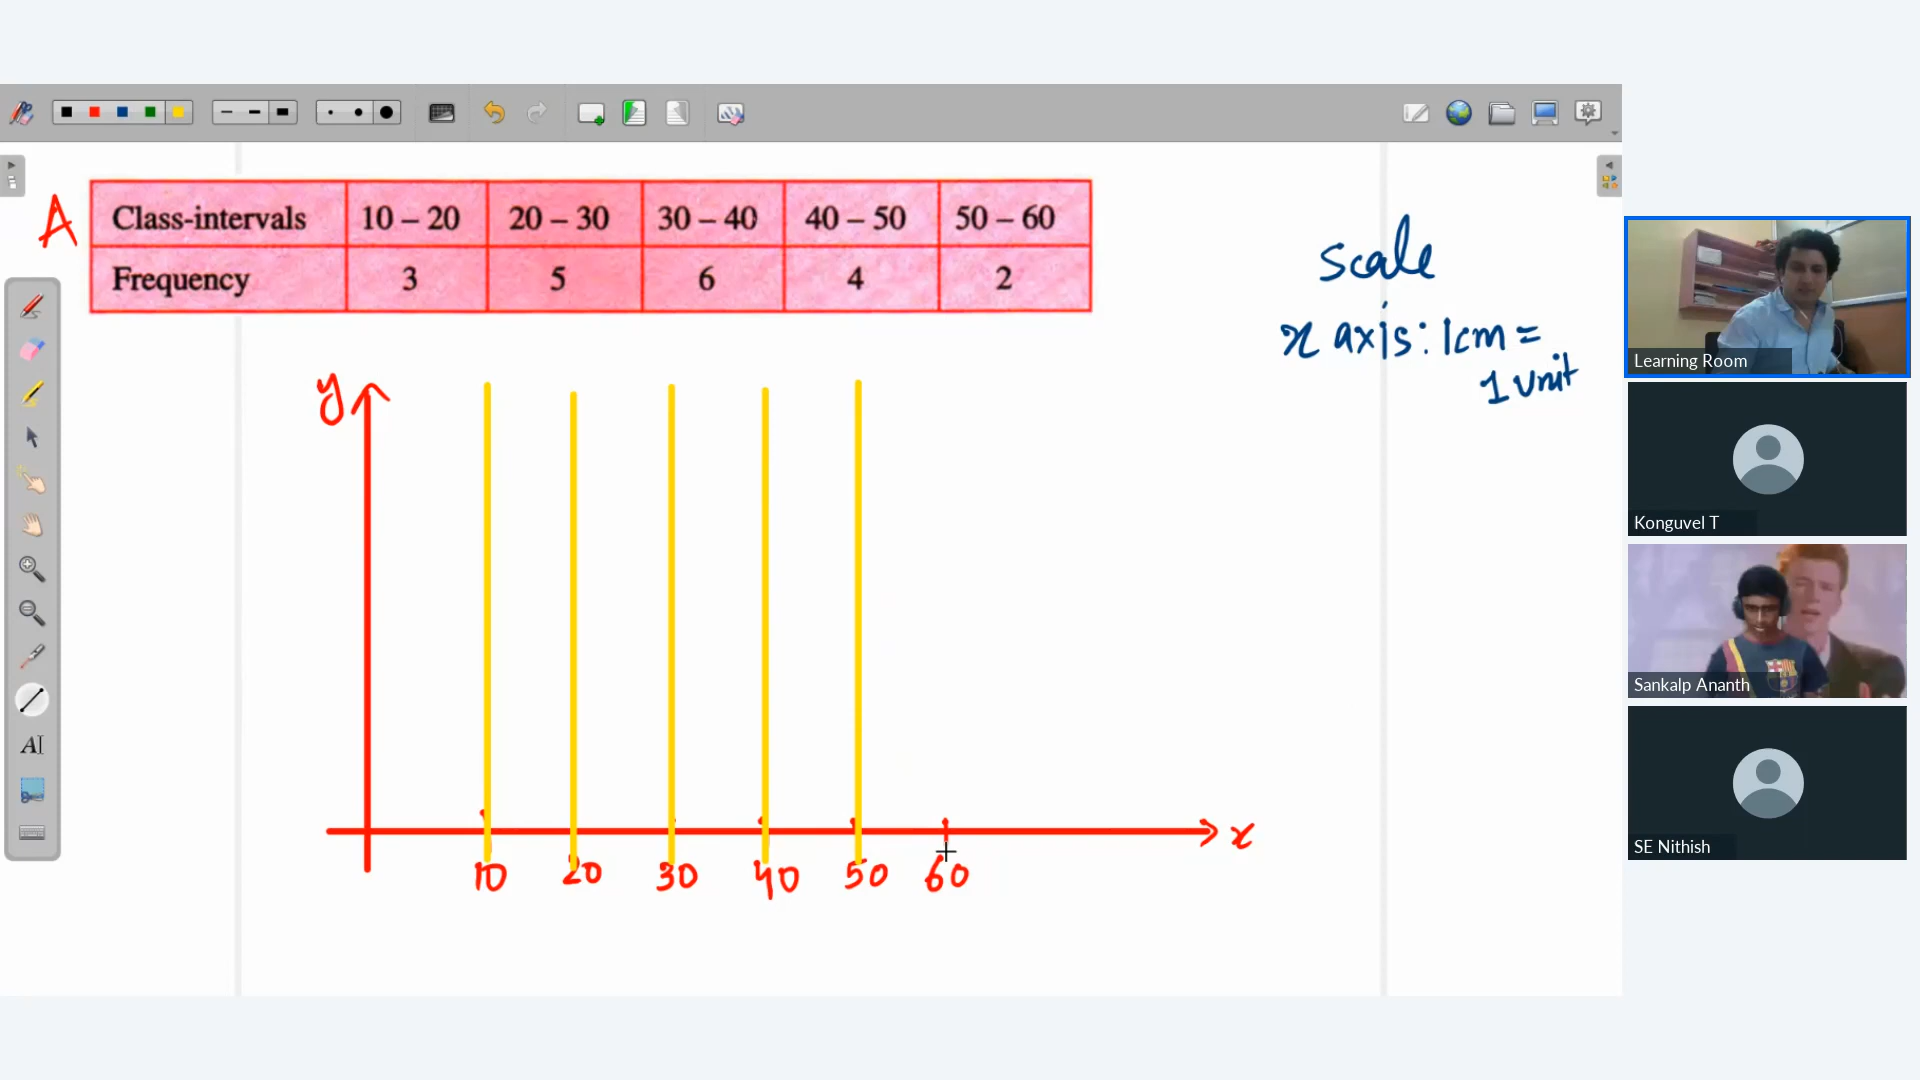 A
Class-intervals 10 – 20 20 – 30 30 – 40 40 – 50 50 – 60
Frequency 3 5 6 4 2
scale
x axis: 1cm =
1 unit
y
x
10 20 30 40 50 60
AI
Learning Room
Konguvel T
Sankalp Ananth
SE Nithish